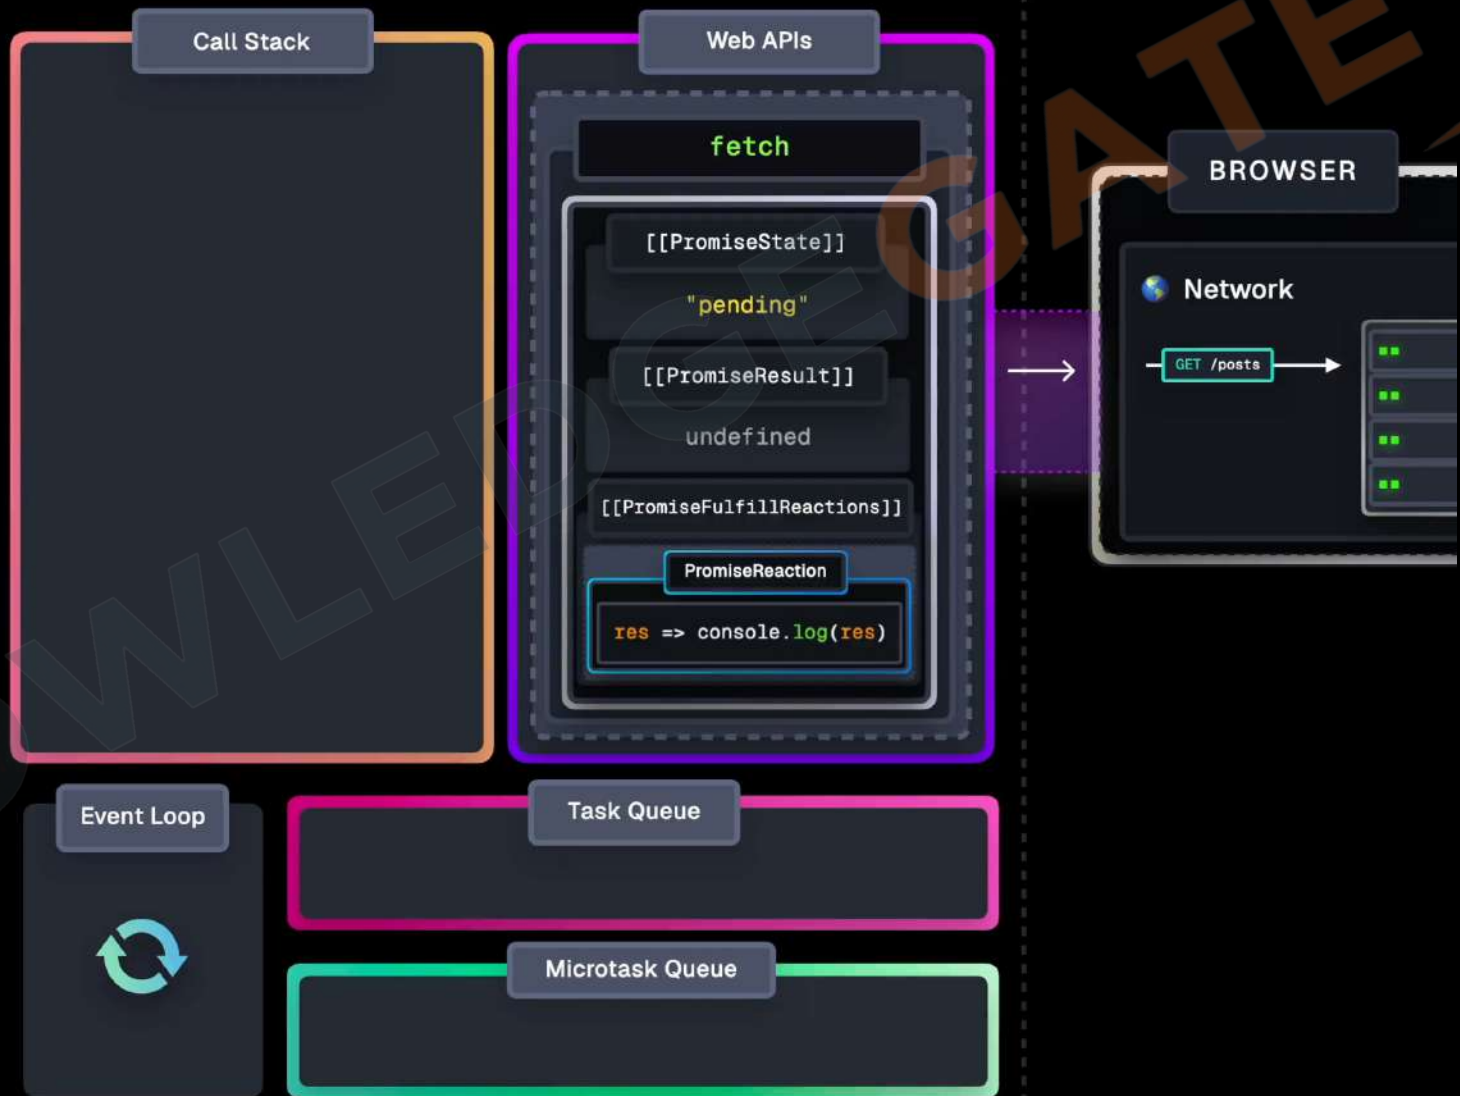 Call Stack
Web APIs
fetch
[[PromiseState]]
"pending"
[[PromiseResult]]
undefined
[[PromiseFulfillReactions]]
PromiseReaction
res => console.log(res)
BROWSER
Network
GET /posts
Event Loop
Task Queue
Microtask Queue
OWLEDGEGATE